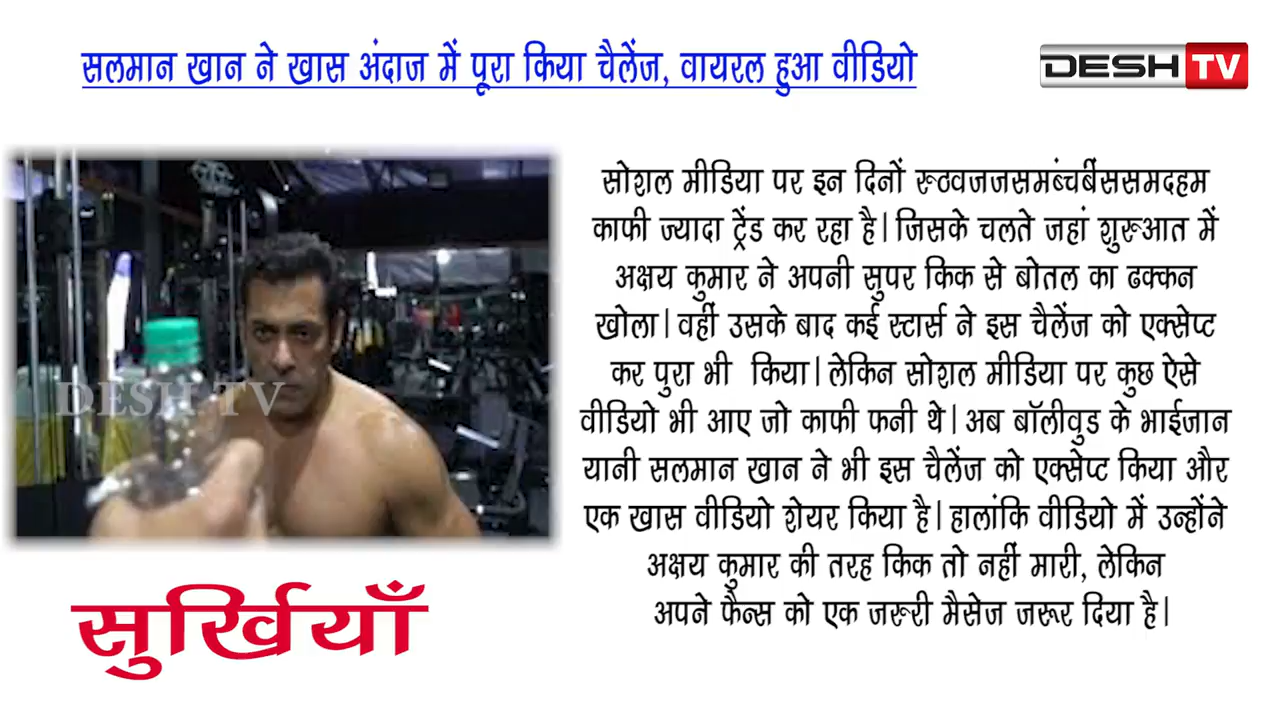 सलमान खान ने खास अंदाज में पूरा किया चैलेंज, वायरल हुआ वीडियो
DESH TV
सोशल मीडिया पर इन दिनों रूठवजजसमब्ंचर्बींससमदहम
काफी ज्यादा ट्रेंड कर रहा है। जिसके चलते जहां शुरूआत में
अक्षय कुमार ने अपनी सुपर किक से बोतल का ढक्कन
खोला। वहीं उसके बाद कई स्टार्स ने इस चैलेंज को एक्सेप्ट
कर पुरा भी किया। लेकिन सोशल मीडिया पर कुछ ऐसे
वीडियो भी आए जो काफी फनी थे। अब बॉलीवुड के भाईजान
यानी सलमान खान ने भी इस चैलेंज को एक्सेप्ट किया और
एक खास वीडियो शेयर किया है। हालांकि वीडियो में उन्होंने
अक्षय कुमार की तरह किक तो नहीं मारी, लेकिन
अपने फैन्स को एक जरूरी मैसेज जरूर दिया है।
DESH TV
सुर्खियाँ